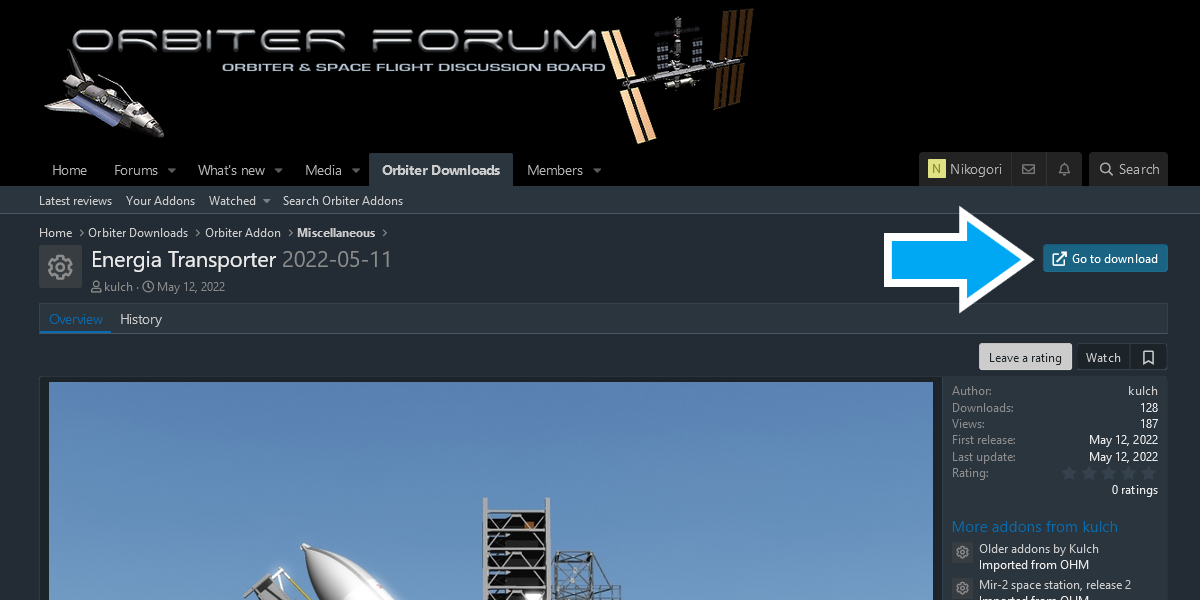 ORBITER FORUM
ORBITER & SPACE FLIGHT DISCUSSION BOARD
Home Forums What's new Media Orbiter Downloads Members N Nikogori Search
Latest reviews Your Addons Watched Search Orbiter Addons
Home Orbiter Downloads Orbiter Addon Miscellaneous
Energia Transporter 2022-05-11
Go to download
kulch · May 12, 2022
Overview History
Leave a rating Watch
Author: kulch
Downloads: 128
Views: 187
First release: May 12, 2022
Last update: May 12, 2022
Rating:
0 ratings
More addons from kulch
Older addons by Kulch
Imported from OHM
Mir-2 space station, release 2
Imported from OHM